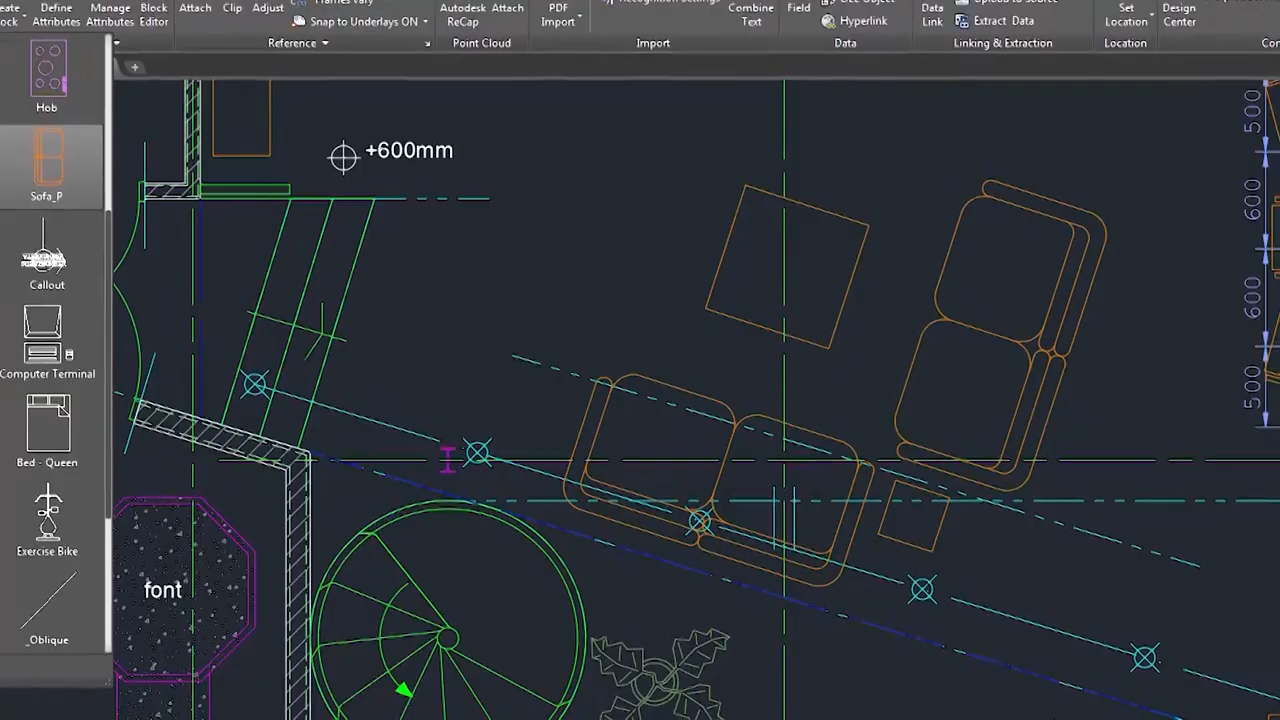 Define
Attributes
Manage
Attributes
Block
Editor
Attach
Clip
Adjust
Snap to Underlays ON
Reference
Autodesk
ReCap
Attach
Point Cloud
PDF
Import
Import
Combine
Text
Field
Hyperlink
Data
Data
Link
Extract Data
Linking & Extraction
Set
Location
Location
Design
Center
+
Hob
Sofa_P
Callout
Computer Terminal
Bed - Queen
Exercise Bike
_Oblique
+600mm
font
500
600
600
500